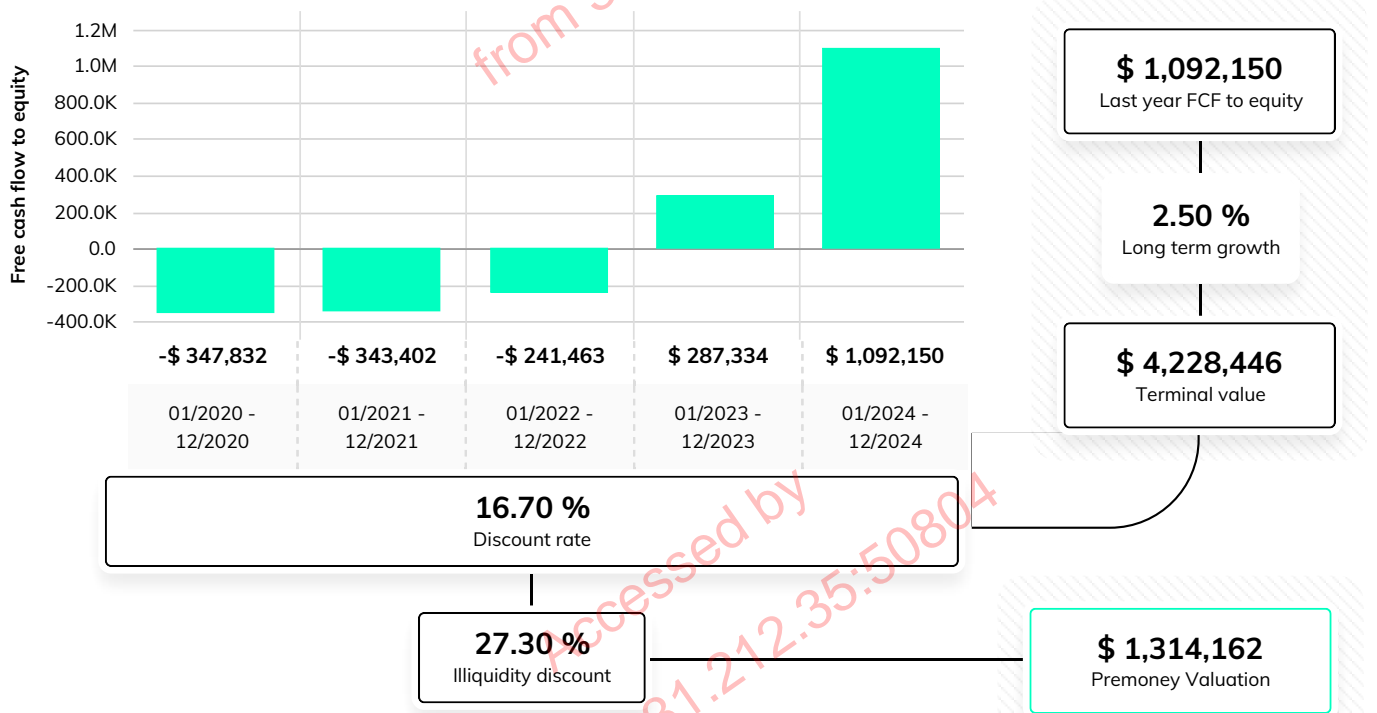 Free cash flow to equity
1.2M
1.0M
800.0K
600.0K
400.0K
200.0K
0.0
-200.0K
-400.0K
-$ 347,832
-$ 343,402
-$ 241,463
$ 287,334
$ 1,092,150
01/2020 -
12/2020
01/2021 -
12/2021
01/2022 -
12/2022
01/2023 -
12/2023
01/2024 -
12/2024
$ 1,092,150
Last year FCF to equity
2.50 %
Long term growth
$ 4,228,446
Terminal value
16.70 %
Discount rate
27.30 %
Illiquidity discount
$ 1,314,162
Premoney Valuation
from
Accessed by
31.212.35:50804